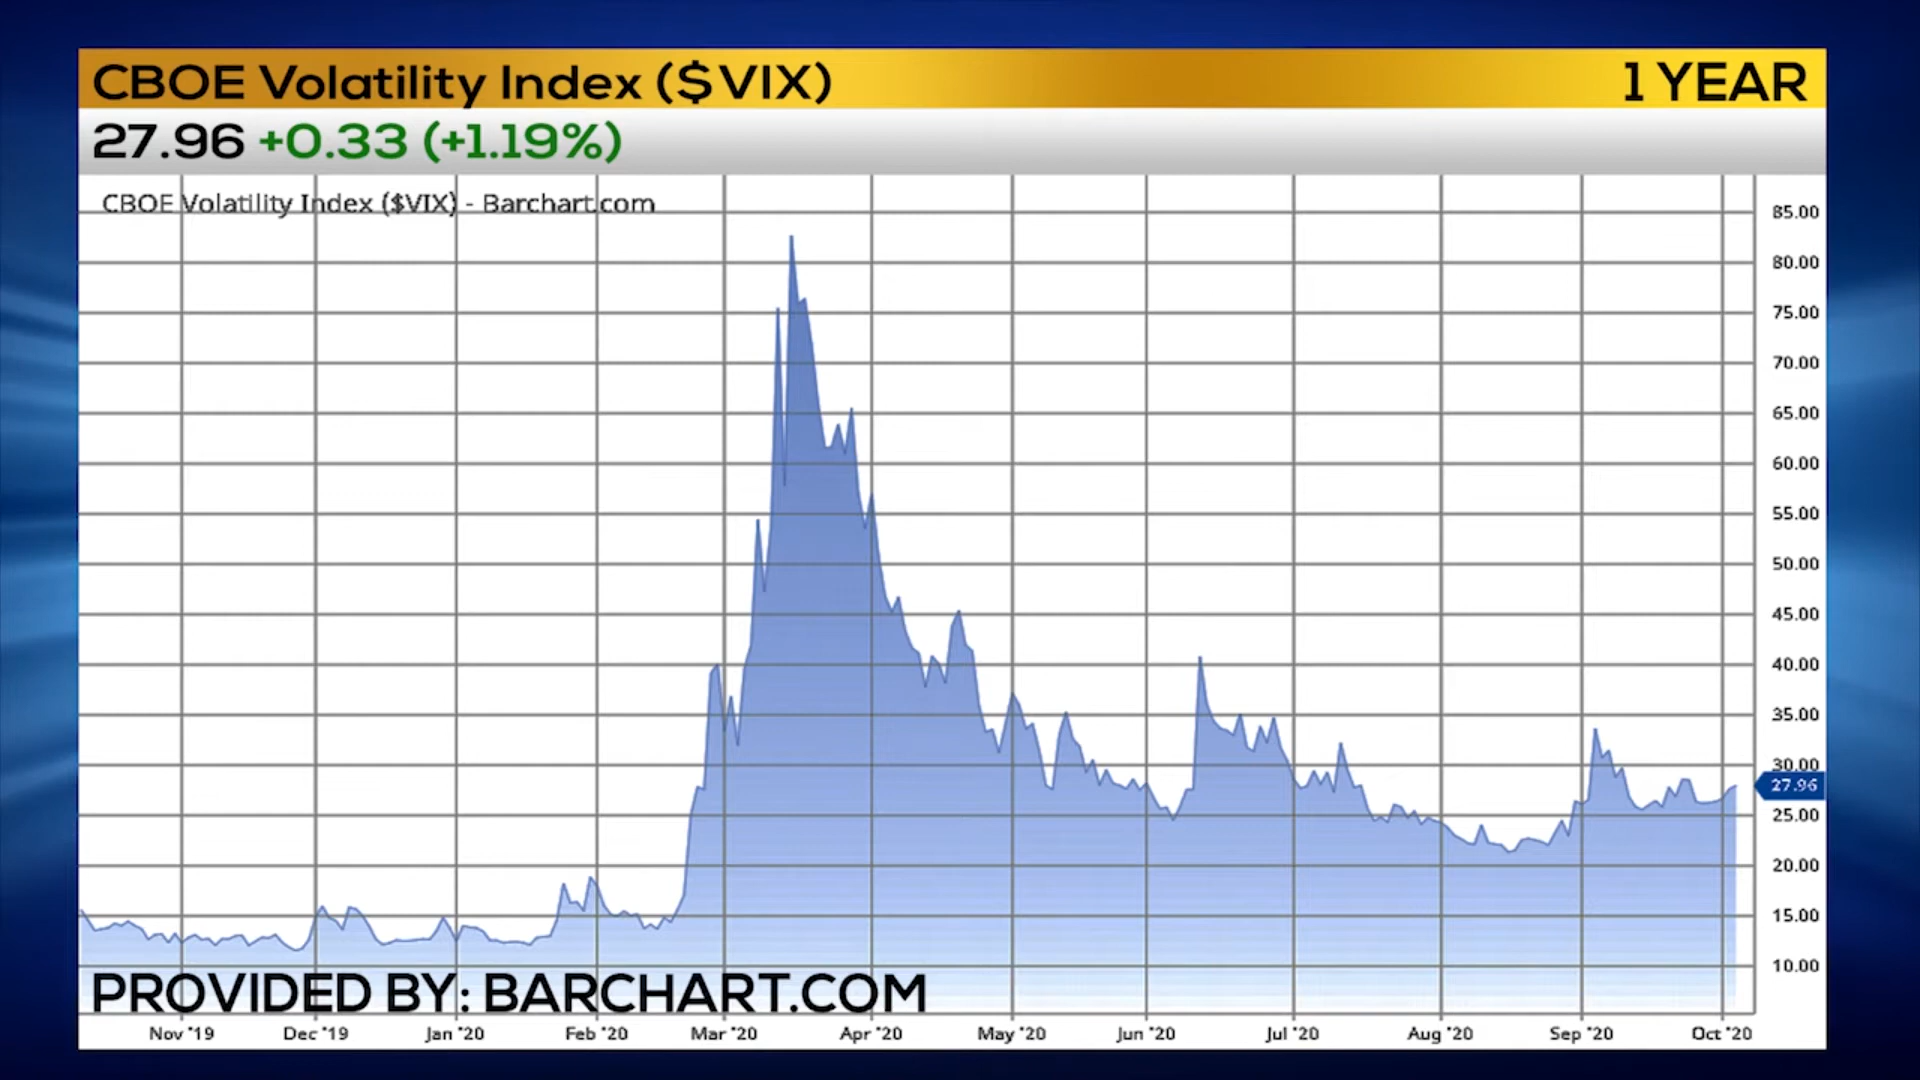 CBOE Volatility Index ($VIX)
1 YEAR
27.96 +0.33 (+1.19%)
CBOE Volatility Index ($VIX) - Barchart.com
85.00
80.00
75.00
70.00
65.00
60.00
55.00
50.00
45.00
40.00
35.00
30.00
27.96
25.00
20.00
15.00
10.00
PROVIDED BY: BARCHART.COM
Nov '19 Dec '19 Jan '20 Feb '20 Mar '20 Apr '20 May '20 Jun '20 Jul '20 Aug '20 Sep '20 Oct '20